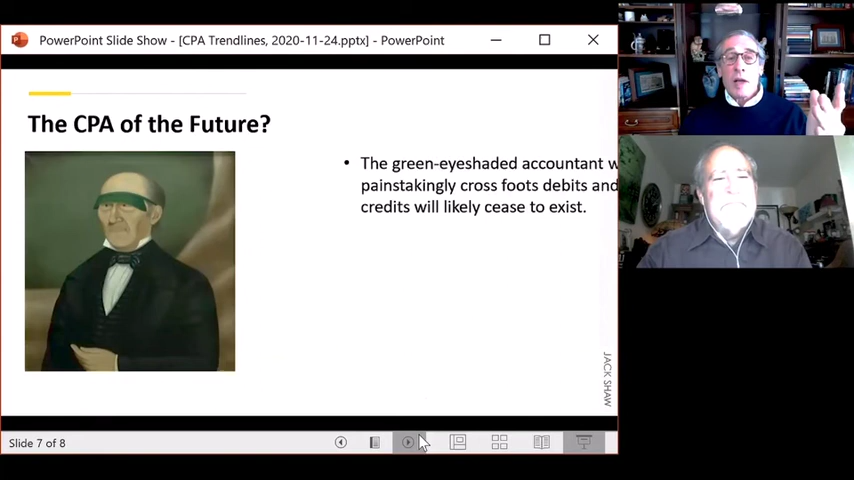 PowerPoint Slide Show - [CPA Trendlines, 2020-11-24.pptx] - PowerPoint
The CPA of the Future?
• The green-eyeshaded accountant w
painstakingly cross foots debits and
credits will likely cease to exist.
JACK SHAW
Slide 7 of 8